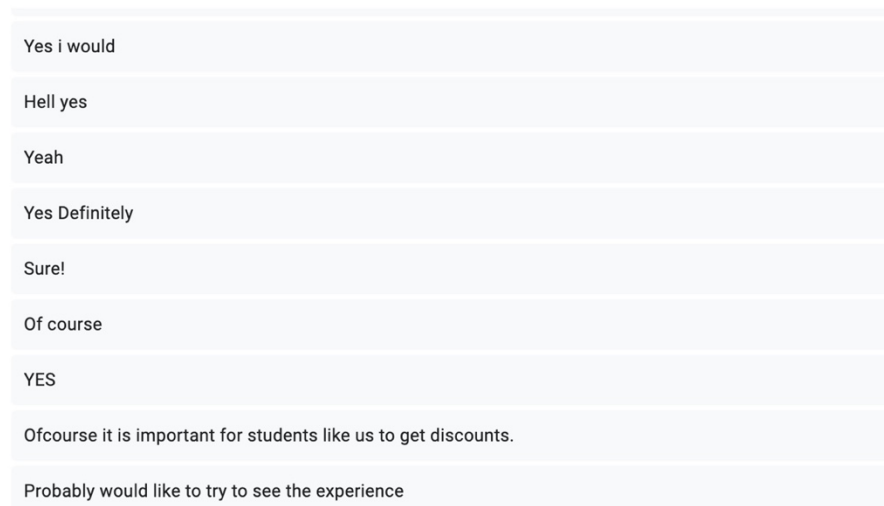 Yes i would
Hell yes
Yeah
Yes Definitely
Sure!
Of course
YES
Ofcourse it is important for students like us to get discounts.
Probably would like to try to see the experience